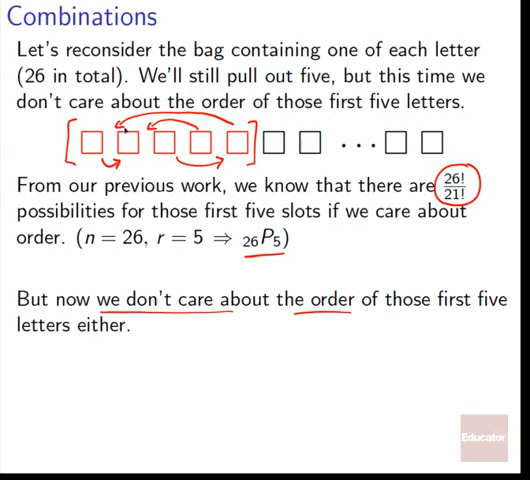 Combinations
Let's reconsider the bag containing one of each letter
(26 in total). We'll still pull out five, but this time we
don't care about the order of those first five letters.
[□ □ □ □ □] □ □ ··· □ □
From our previous work, we know that there are 26!/21!
possibilities for those first five slots if we care about
order. (n = 26, r = 5 ⇒ ₂₆P₅)
But now we don't care about the order of those first five
letters either.
Educator